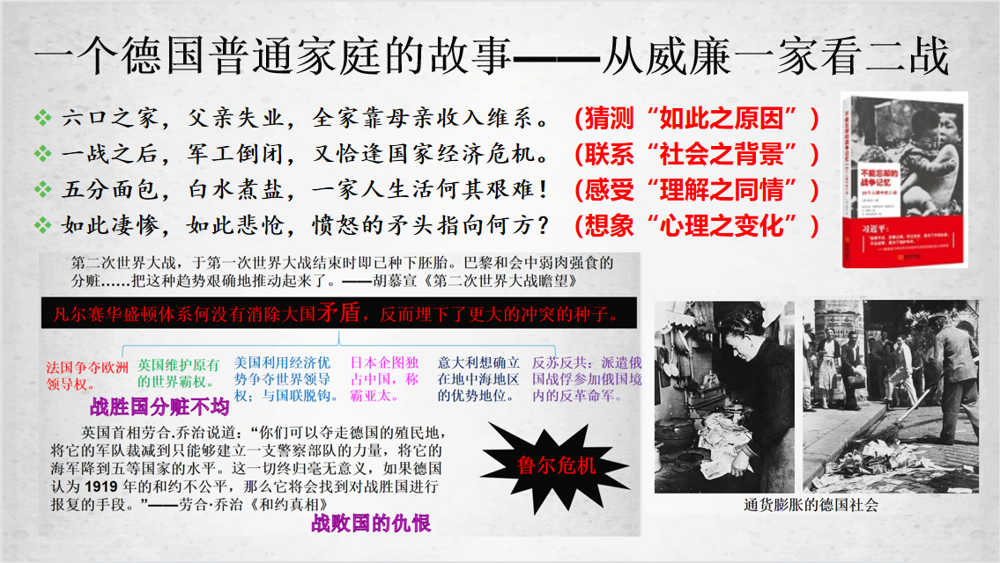 一个德国普通家庭的故事——从威廉一家看二战
六口之家，父亲失业，全家靠母亲收入维系。（猜测“如此之原因”）
一战之后，军工倒闭，又恰逢国家经济危机。（联系“社会之背景”）
五分面包，白水煮盐，一家人生活何其艰难！（感受“理解之同情”）
如此凄惨，如此悲怆，愤怒的矛头指向何方？（想象“心理之变化”）
不能忘却的战争记忆
不能忘却的
战争记忆
习近平：
第二次世界大战，于第一次世界大战结束时即已种下胚胎。巴黎和会中弱肉强食的
分赃……把这种趋势艰确地推动起来了。——胡慕宣《第二次世界大战瞻望》
凡尔赛华盛顿体系何没有消除大国矛盾，反而埋下了更大的冲突的种子。
法国争夺欧洲
领导权。
英国维护原有
的世界霸权。
美国利用经济优
势争夺世界领导
权；与国联脱钩。
日本企图独
占中国，称
霸亚太。
意大利想确立
在地中海地区
的优势地位。
反苏反共：派遣俄
国战俘参加俄国境
内的反革命军。
战胜国分赃不均
英国首相劳合.乔治说道：“你们可以夺走德国的殖民地，
将它的军队裁减到只能够建立一支警察部队的力量，将它的
海军降到五等国家的水平。这一切终归毫无意义，如果德国
认为 1919 年的和约不公平，那么它将会找到对战胜国进行
报复的手段。”——劳合·乔治《和约真相》
战败国的仇恨
鲁尔危机
通货膨胀的德国社会